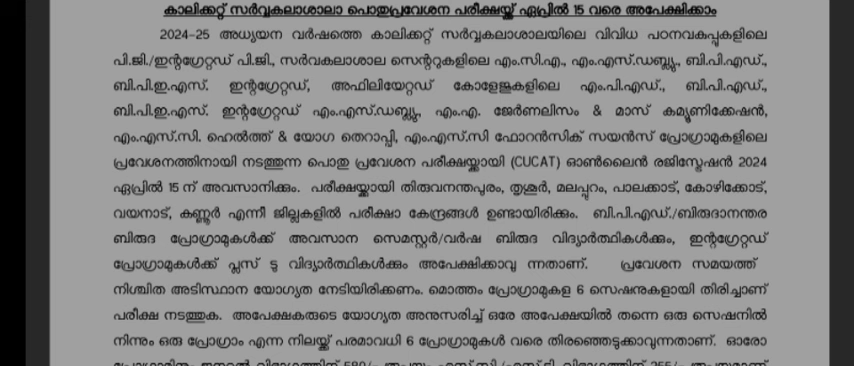 കാലിക്കറ്റ് സർവ്വകലാശാലാ പൊതുപ്രവേശന പരീക്ഷയ്ക്ക് ഏപ്രിൽ 15 വരെ അപേക്ഷിക്കാം
2024-25 അധ്യയന വർഷത്തെ കാലിക്കറ്റ് സർവ്വകലാശാലയിലെ വിവിധ പഠനവകുപ്പുകളിലെ
പി.ജി./ഇന്റഗ്രേറ്റഡ് പി.ജി., സർവകലാശാല സെന്ററുകളിലെ എം.സി.എ., എം.എസ്.ഡബ്ല്യു., ബി.പി.എഡ്.,
ബി.പി.ഇ.എസ്. ഇന്റഗ്രേറ്റഡ്, അഫിലിയേറ്റഡ് കോളേജുകളിലെ എം.പി.എഡ്., ബി.പി.എഡ്.,
ബി.പി.ഇ.എസ്. ഇന്റഗ്രേറ്റഡ് എം.എസ്.ഡബ്ല്യു., എം.എ. ജേർണലിസം & മാസ് കമ്യൂണിക്കേഷൻ,
എം.എസ്.സി. ഹെൽത്ത് & യോഗ തെറാപ്പി, എം.എസ്.സി ഫോറൻസിക് സയൻസ് പ്രോഗ്രാമുകളിലെ
പ്രവേശനത്തിനായി നടത്തുന്ന പൊതു പ്രവേശന പരീക്ഷയ്ക്കായി (CUCAT) ഓൺലൈൻ രജിസ്ട്രേഷൻ 2024
ഏപ്രിൽ 15 ന് അവസാനിക്കും. പരീക്ഷയ്ക്കായി തിരുവനന്തപുരം, തൃശൂർ, മലപ്പുറം, പാലക്കാട്, കോഴിക്കോട്,
വയനാട്, കണ്ണൂർ എന്നീ ജില്ലകളിൽ പരീക്ഷാ കേന്ദ്രങ്ങൾ ഉണ്ടായിരിക്കും. ബി.പി.എഡ്./ബിരുദാനന്തര
ബിരുദ പ്രോഗ്രാമുകൾക്ക് അവസാന സെമസ്റ്റർ/വർഷ ബിരുദ വിദ്യാർത്ഥികൾക്കും, ഇന്റഗ്രേറ്റഡ്
പ്രോഗ്രാമുകൾക്ക് പ്ലസ് ടു വിദ്യാർത്ഥികൾക്കും അപേക്ഷിക്കാവു ന്നതാണ്. പ്രവേശന സമയത്ത്
നിശ്ചിത അടിസ്ഥാന യോഗ്യത നേടിയിരിക്കണം. മൊത്തം പ്രോഗ്രാമുകള 6 സെഷനുകളായി തിരിച്ചാണ്
പരീക്ഷ നടത്തുക. അപേക്ഷകരുടെ യോഗ്യത അനുസരിച്ച് ഒരേ അപേക്ഷയിൽ തന്നെ ഒരു സെഷനിൽ
നിന്നും ഒരു പ്രോഗ്രാം എന്ന നിലയ്ക്ക് പരമാവധി 6 പ്രോഗ്രാമുകൾ വരെ തിരഞ്ഞെടുക്കാവുന്നതാണ്. ഓരോ